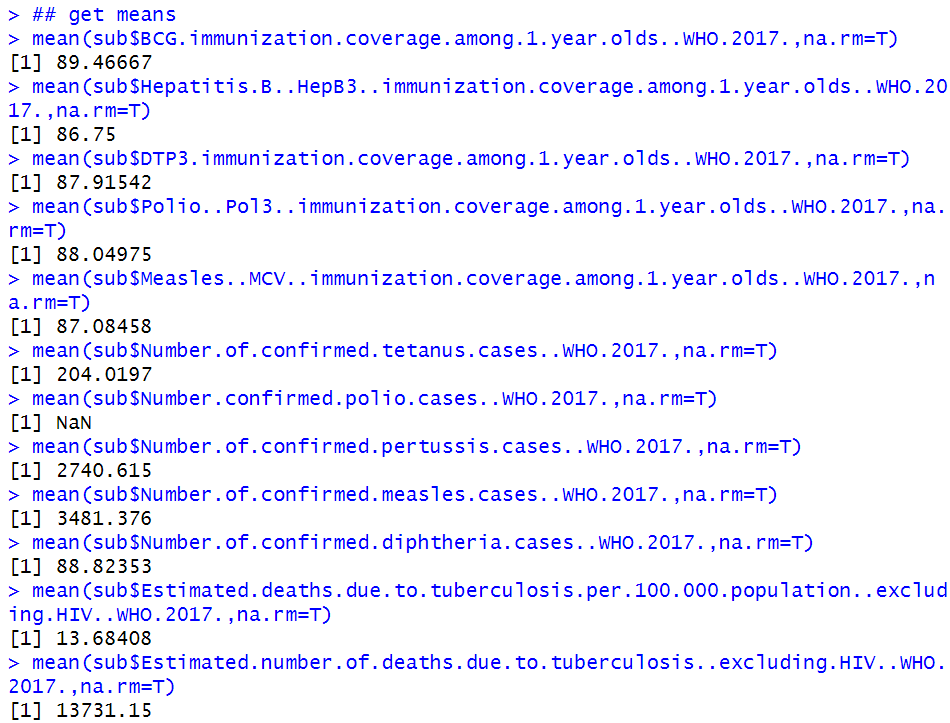 > ## get means
> mean(sub$BCG.immunization.coverage.among.1.year.olds..WHO.2017.,na.rm=T)
[1] 89.46667
> mean(sub$Hepatitis.B..HepB3..immunization.coverage.among.1.year.olds..WHO.20
17.,na.rm=T)
[1] 86.75
> mean(sub$DTP3.immunization.coverage.among.1.year.olds..WHO.2017.,na.rm=T)
[1] 87.91542
> mean(sub$Polio..Pol3..immunization.coverage.among.1.year.olds..WHO.2017.,na.
rm=T)
[1] 88.04975
> mean(sub$Measles..MCV..immunization.coverage.among.1.year.olds..WHO.2017.,n
a.rm=T)
[1] 87.08458
> mean(sub$Number.of.confirmed.tetanus.cases..WHO.2017.,na.rm=T)
[1] 204.0197
> mean(sub$Number.confirmed.polio.cases..WHO.2017.,na.rm=T)
[1] NaN
> mean(sub$Number.of.confirmed.pertussis.cases..WHO.2017.,na.rm=T)
[1] 2740.615
> mean(sub$Number.of.confirmed.measles.cases..WHO.2017.,na.rm=T)
[1] 3481.376
> mean(sub$Number.of.confirmed.diphtheria.cases..WHO.2017.,na.rm=T)
[1] 88.82353
> mean(sub$Estimated.deaths.due.to.tuberculosis.per.100.000.population..exclud
ing.HIV..WHO.2017.,na.rm=T)
[1] 13.68408
> mean(sub$Estimated.number.of.deaths.due.to.tuberculosis..excluding.HIV..WHO.
2017.,na.rm=T)
[1] 13731.15